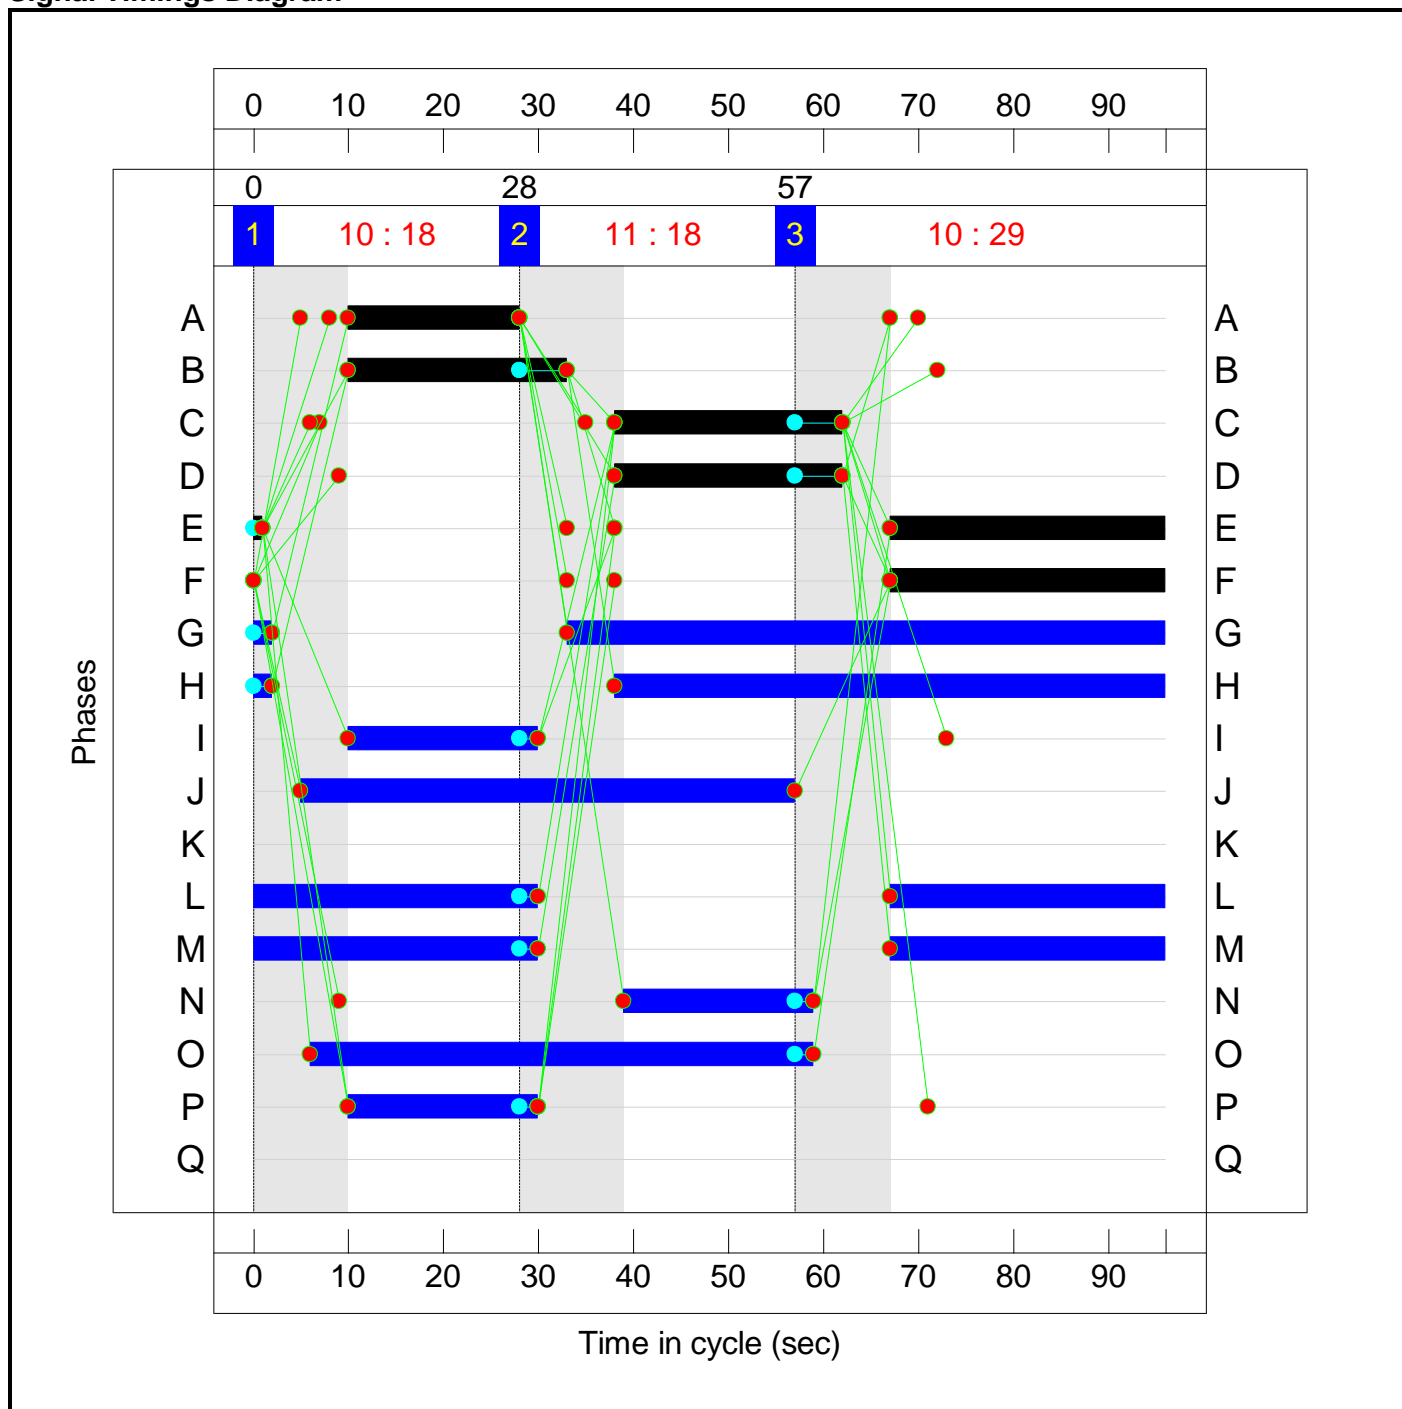 Signal Timings Diagram
0 10 20 30 40 50 60 70 80 90
0 28 57
1 10 : 18 2 11 : 18 3 10 : 29
A A
B B
C C
D D
E E
F F
G G
H H
I I
J J
K K
L L
M M
N N
O O
P P
Q Q
Phases
0 10 20 30 40 50 60 70 80 90
Time in cycle (sec)